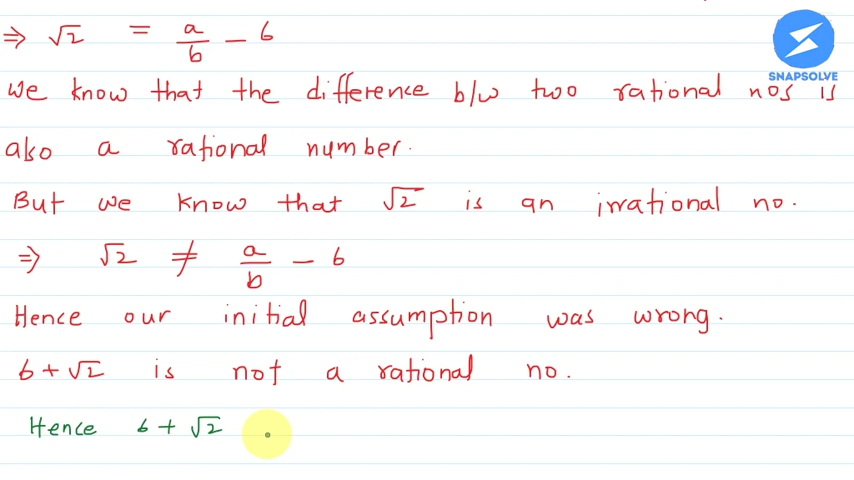 ⇒ √2 = a/b - 6
SNAPSOLVE
We know that the difference b/w two rational nos is
also a rational number.
But we know that √2 is an irrational no.
⇒ √2 ≠ a/b - 6
Hence our initial assumption was wrong.
6 + √2 is not a rational no.
Hence 6 + √2